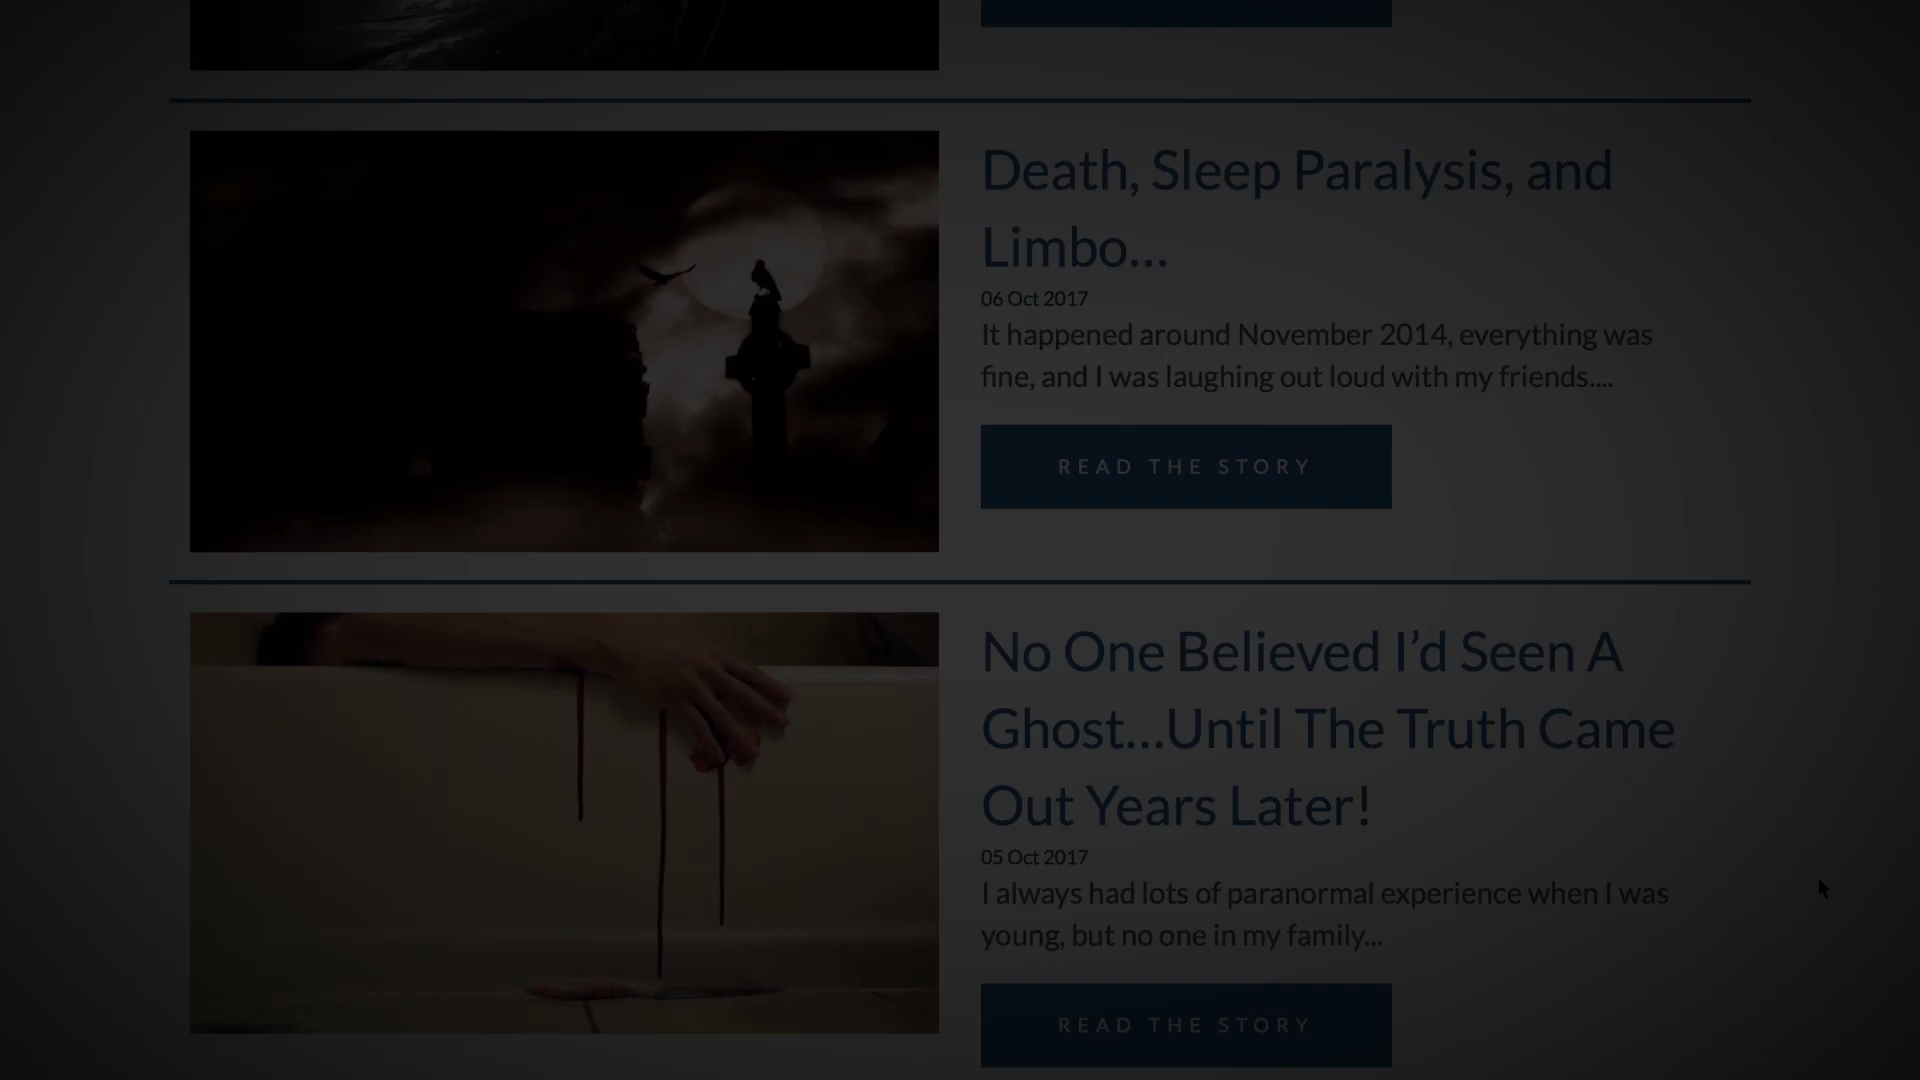 Death, Sleep Paralysis, and
Limbo...
06 Oct 2017
It happened around November 2014, everything was
fine, and I was laughing out loud with my friends....
READ THE STORY
No One Believed I’d Seen A
Ghost...Until The Truth Came
Out Years Later!
05 Oct 2017
I always had lots of paranormal experience when I was
young, but no one in my family...
READ THE STORY